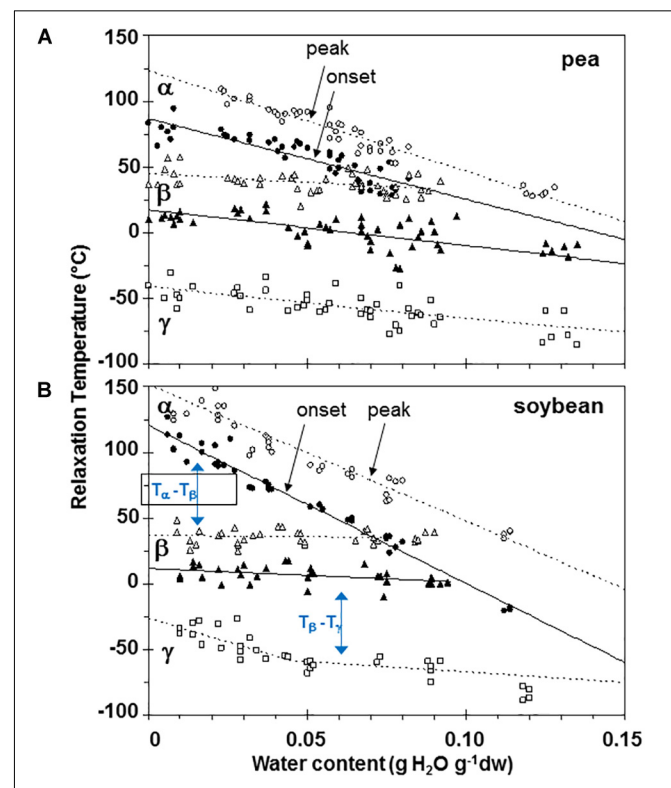 A
150
100
50
0
-50
-100
α
β
γ
peak
onset
pea
Relaxation Temperature (°C)
B
150
100
50
0
-50
-100
α
β
γ
onset
peak
soybean
Tα-Tβ
Tβ-Tγ
0
0.05
0.10
0.15
Water content (g H₂O g⁻¹dw)